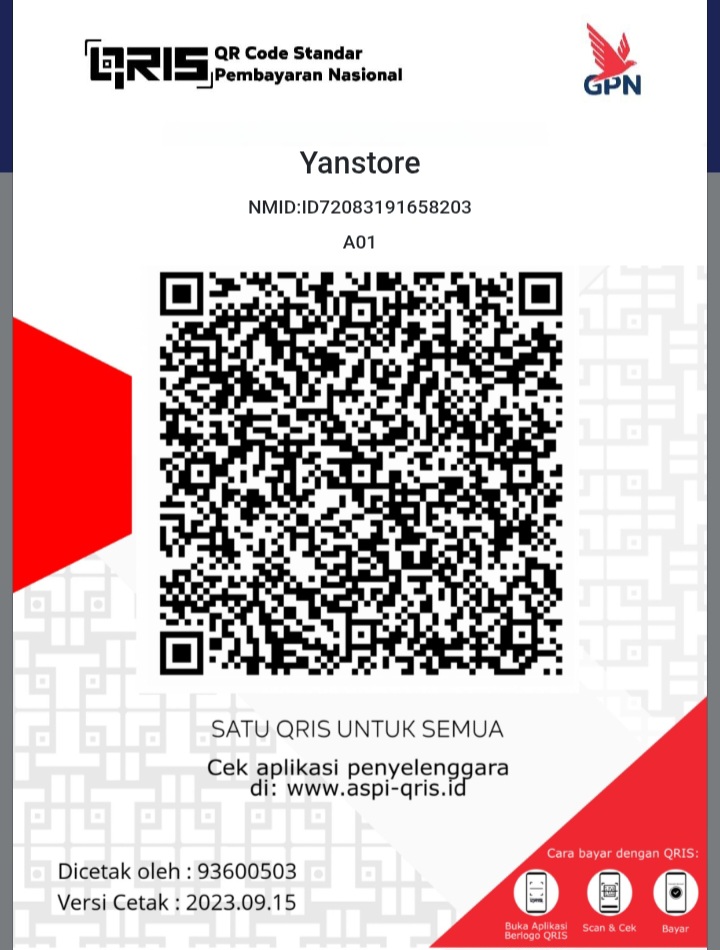 QRIS QR Code Standar
Pembayaran Nasional
GPN
Yanstore
NMID:ID72083191658203
A01
SATU QRIS UNTUK SEMUA
Cek aplikasi penyelenggara
di: www.aspi-qris.id
Dicetak oleh : 93600503
Versi Cetak : 2023.09.15
Cara bayar dengan QRIS:
Buka Aplikasi
Berlogo QRIS
Scan & Cek
Bayar